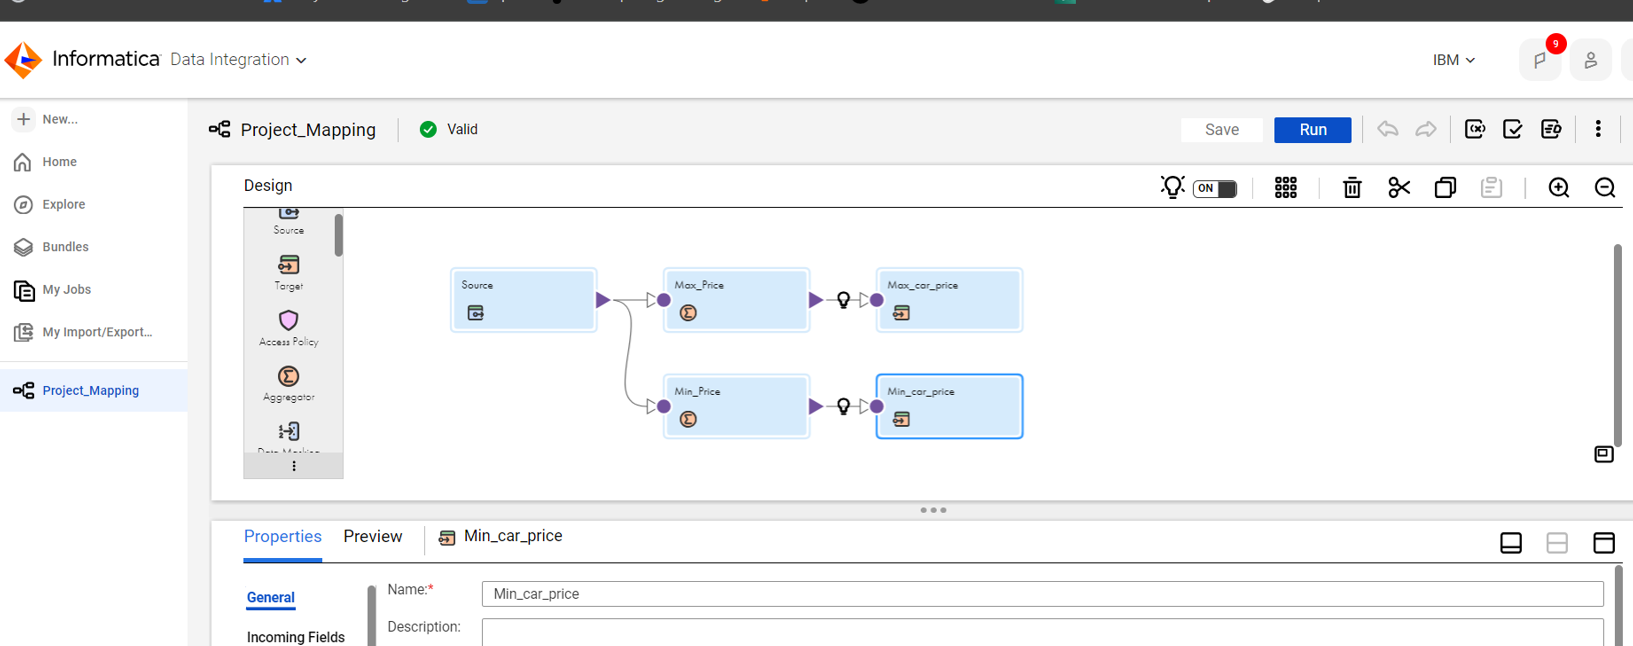 Informatica Data Integration
IBM
9
New...
Home
Explore
Bundles
My Jobs
My Import/Export...
Project_Mapping
Project_Mapping
Valid
Save
Run
Design
ON
Source
Target
Access Policy
Aggregator
Source
Max_Price
Max_car_price
Min_Price
Min_car_price
Properties
Preview
Min_car_price
General
Incoming Fields
Name:*
Min_car_price
Description: